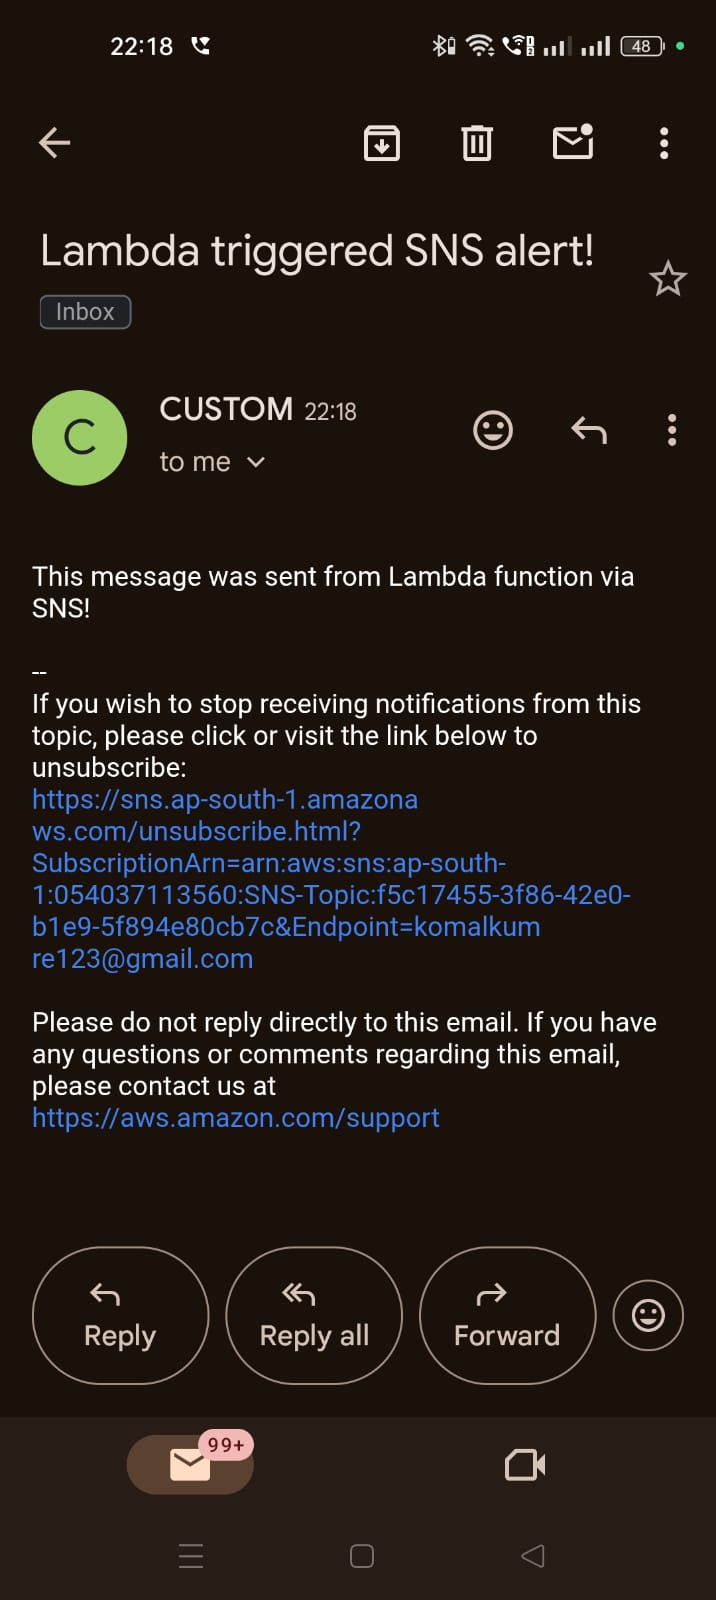 22:18
48
Lambda triggered SNS alert!
Inbox
C
CUSTOM 22:18
to me
This message was sent from Lambda function via
SNS!
--
If you wish to stop receiving notifications from this
topic, please click or visit the link below to
unsubscribe:
https://sns.ap-south-1.amazona
ws.com/unsubscribe.html?
SubscriptionArn=arn:aws:sns:ap-south-
1:054037113560:SNS-Topic:f5c17455-3f86-42e0-
b1e9-5f894e80cb7c&Endpoint=komalkum
re123@gmail.com
Please do not reply directly to this email. If you have
any questions or comments regarding this email,
please contact us at
https://aws.amazon.com/support
Reply
Reply all
Forward
99+